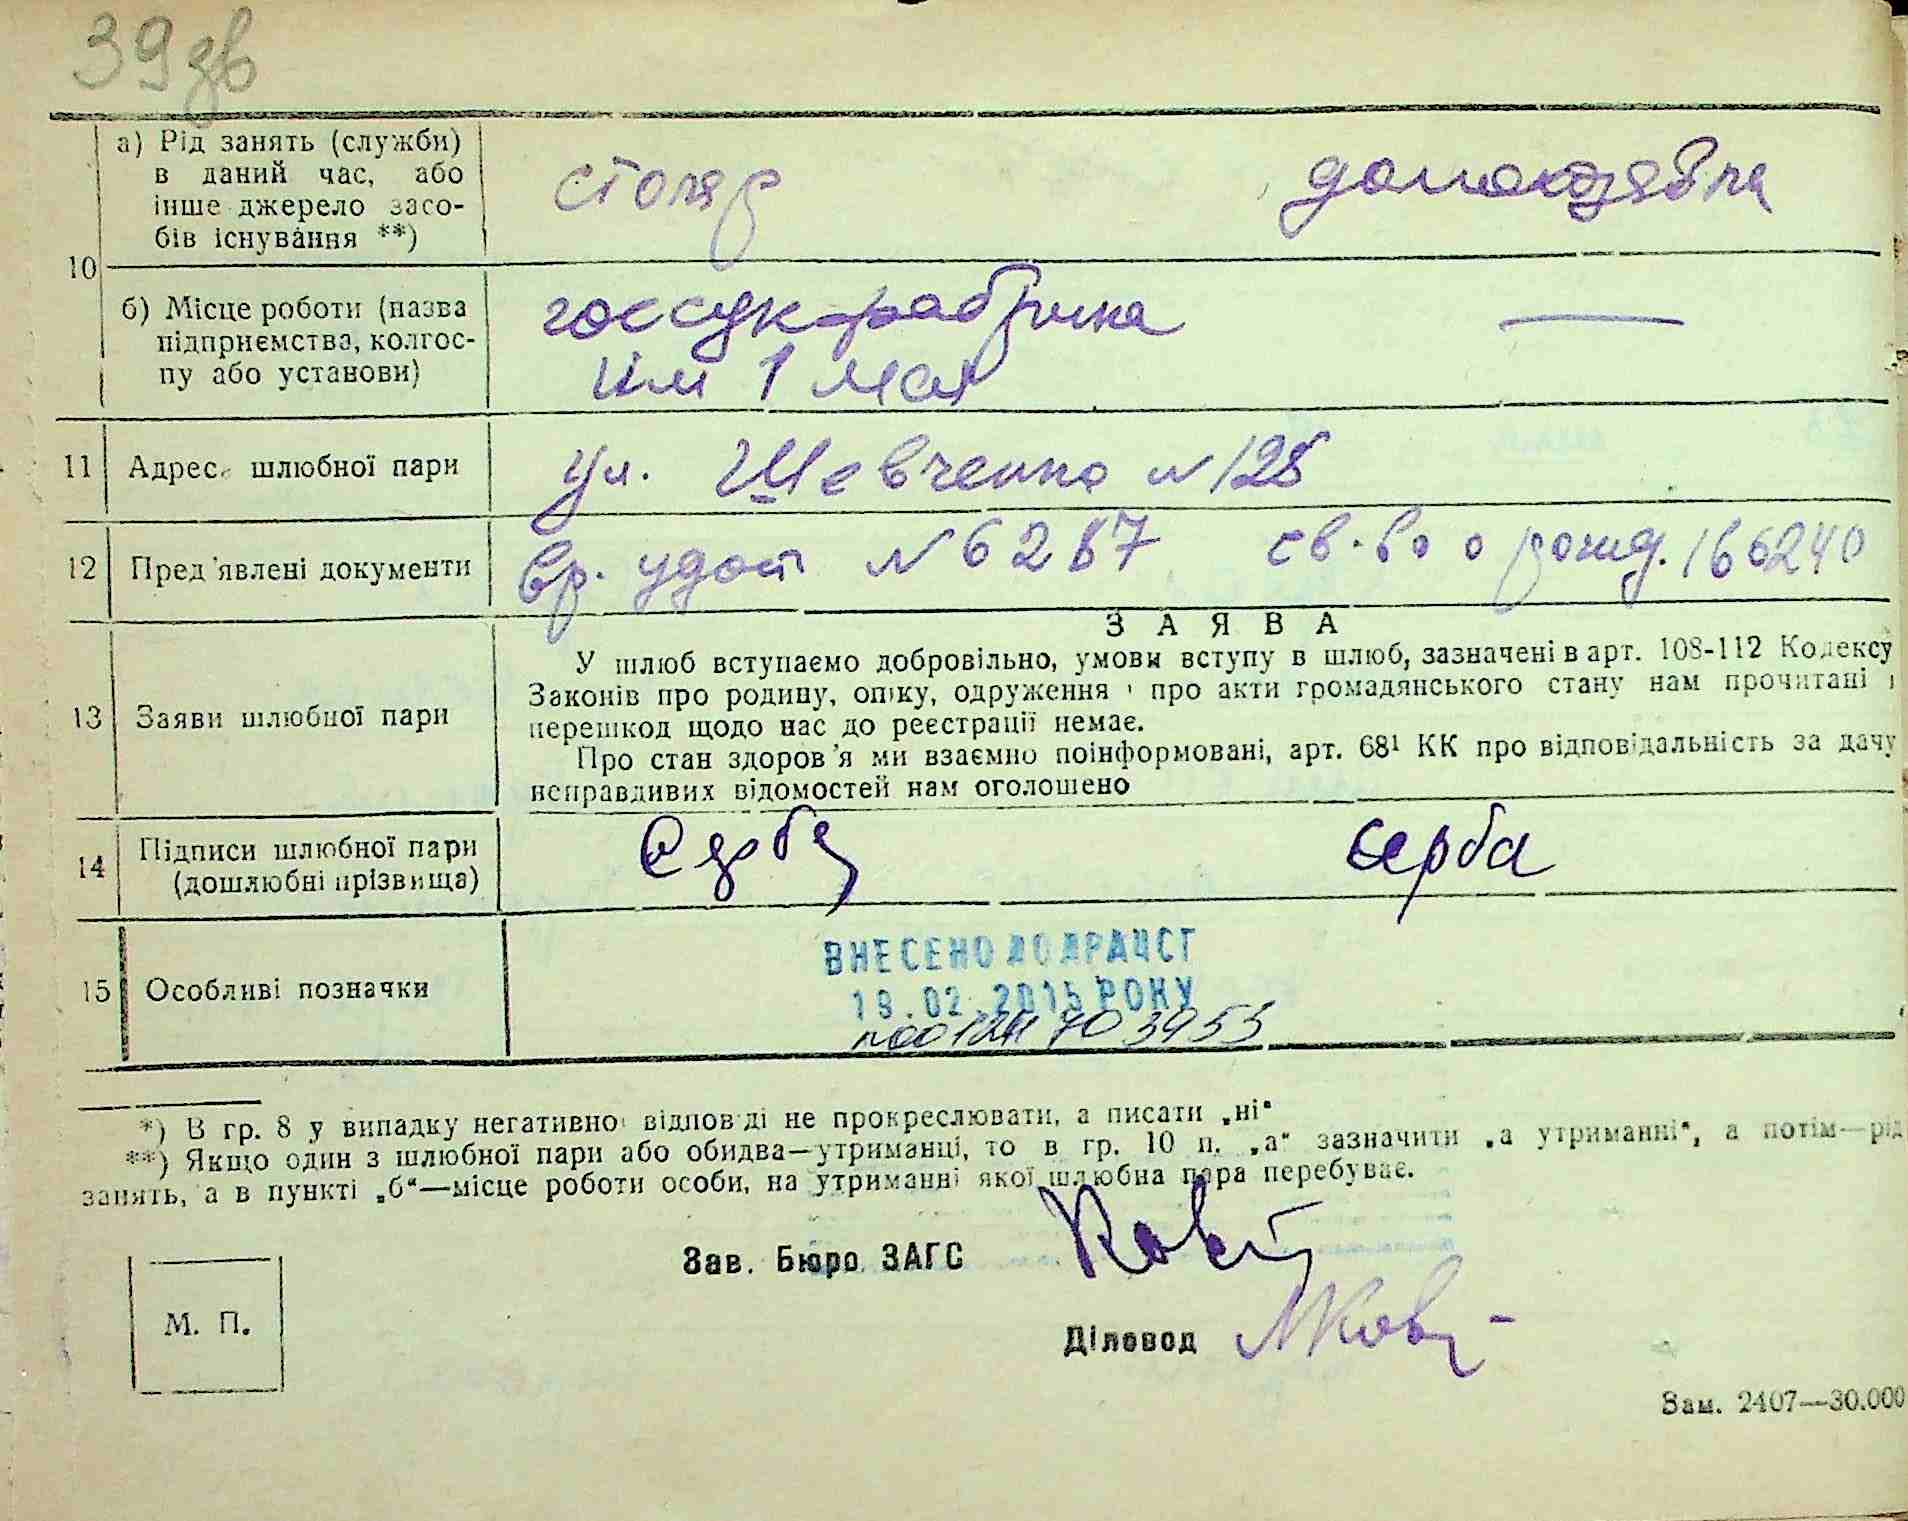 39зв
10
а) Рід занять (служби)
в даний час, або
інше джерело засо-
бів існування **)
столяр домохозяйка
б) Місце роботи (назва
підприємства, колгос-
пу або установи)
госсук фабрика
им 1 мая
11 Адреса шлюбної пари ул. Шевченко №128
12 Пред'явлені документи вр. удост №6287 св-во о рожд. 166240
13 Заяви шлюбної пари
ЗАЯВА
У шлюб вступаємо добровільно, умови вступу в шлюб, зазначені в арт. 108-112 Кодексу
Законів про родину, опіку, одруження і про акти громадянського стану нам прочитані і
перешкод щодо нас до реєстрації немає.
Про стан здоров'я ми взаємно поінформовані, арт. 68¹ КК про відповідальність за дачу
неправдивих відомостей нам оголошено
14 Підписи шлюбної пари
(дошлюбні прізвища)
Серба
15 Особливі позначки
ВНЕСЕНО ДО ДРАЦСГ
19.02.2015 РОКУ
*) В гр. 8 у випадку негативної відповіді не прокреслювати, а писати „ні“
**) Якщо один з шлюбної пари або обидва—утриманці, то в гр. 10 п. „а“ зазначити „а утриманні“, а потім—рід
занять, а в пункті „б“—місце роботи особи, на утриманні якої шлюбна пара перебуває.
Зав. Бюро ЗАГС
М. П.
Діловод
Зам. 2407—30.000